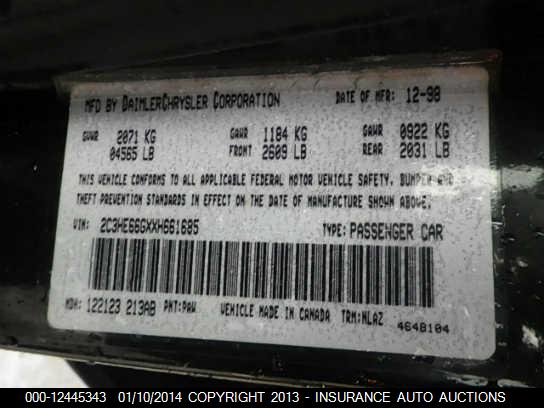 MFD BY DAIMLERCHRYSLER CORPORATION DATE OF MFR: 12-98
GVWR 2071 KG GAWR 1184 KG GAWR 0922 KG
04565 LB FRONT 2609 LB REAR 2031 LB
THIS VEHICLE CONFORMS TO ALL APPLICABLE FEDERAL MOTOR VEHICLE SAFETY, BUMPER AND
THEFT PREVENTION STANDARDS IN EFFECT ON THE DATE OF MANUFACTURE SHOWN ABOVE.
VIN: 2C3HE66GXXH661685 TYPE: PASSENGER CAR
MDH: 122123 213AB PNT: PAW VEHICLE MADE IN CANADA TRM: NLAZ
4648104
000-12445343 01/10/2014 COPYRIGHT 2013 - INSURANCE AUTO AUCTIONS